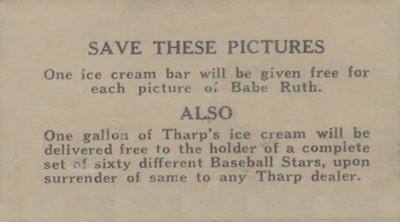 SAVE THESE PICTURES
One ice cream bar will be given free for
each picture of Babe Ruth.
ALSO
One gallon of Tharp's ice cream will be
delivered free to the holder of a complete
set of sixty different Baseball Stars, upon
surrender of same to any Tharp dealer.